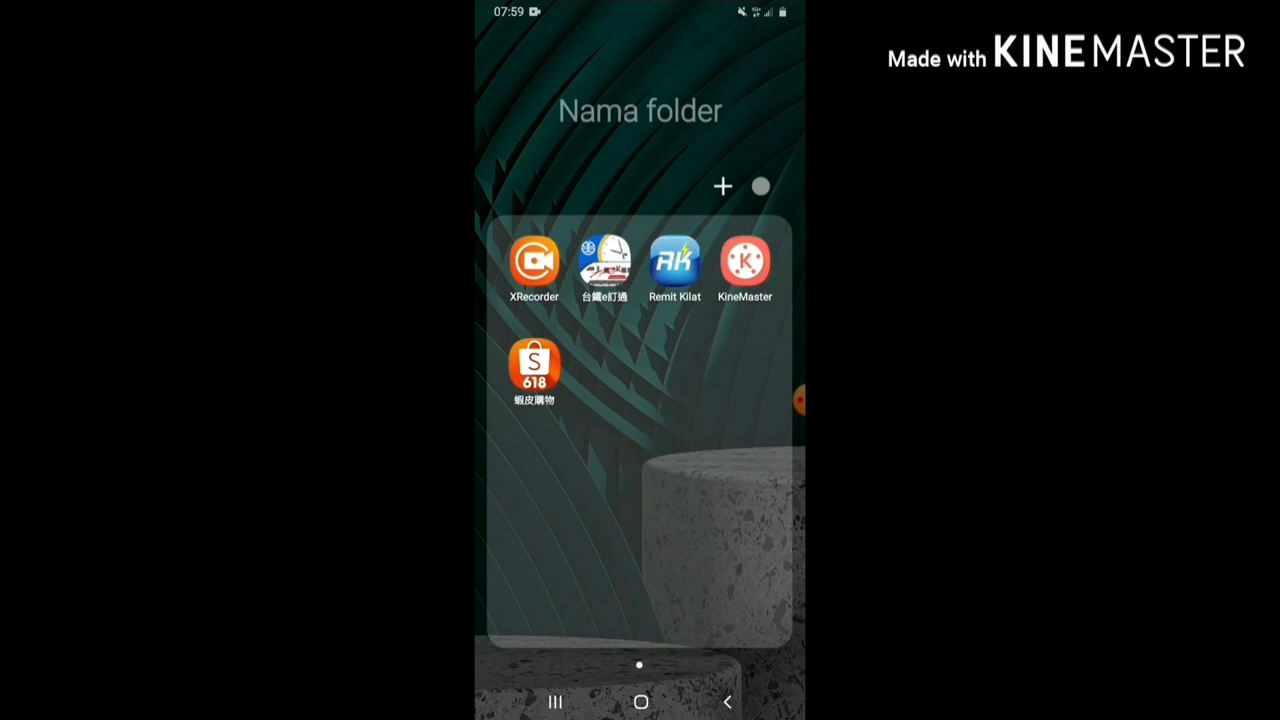 07:59
Made with KINEMASTER
Nama folder
XRecorder
台鐵e訂通
RK
Remit Kilat
K
KineMaster
S
618
蝦皮購物